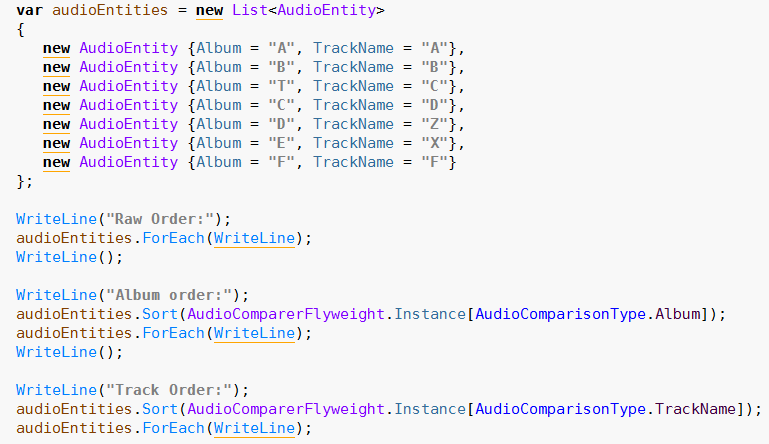 var audioEntities = new List<AudioEntity>
{
   new AudioEntity {Album = "A", TrackName = "A"},
   new AudioEntity {Album = "B", TrackName = "B"},
   new AudioEntity {Album = "T", TrackName = "C"},
   new AudioEntity {Album = "C", TrackName = "D"},
   new AudioEntity {Album = "D", TrackName = "Z"},
   new AudioEntity {Album = "E", TrackName = "X"},
   new AudioEntity {Album = "F", TrackName = "F"}
};

WriteLine("Raw Order:");
audioEntities.ForEach(WriteLine);
WriteLine();

WriteLine("Album order:");
audioEntities.Sort(AudioComparerFlyweight.Instance[AudioComparisonType.Album]);
audioEntities.ForEach(WriteLine);
WriteLine();

WriteLine("Track Order:");
audioEntities.Sort(AudioComparerFlyweight.Instance[AudioComparisonType.TrackName]);
audioEntities.ForEach(WriteLine);